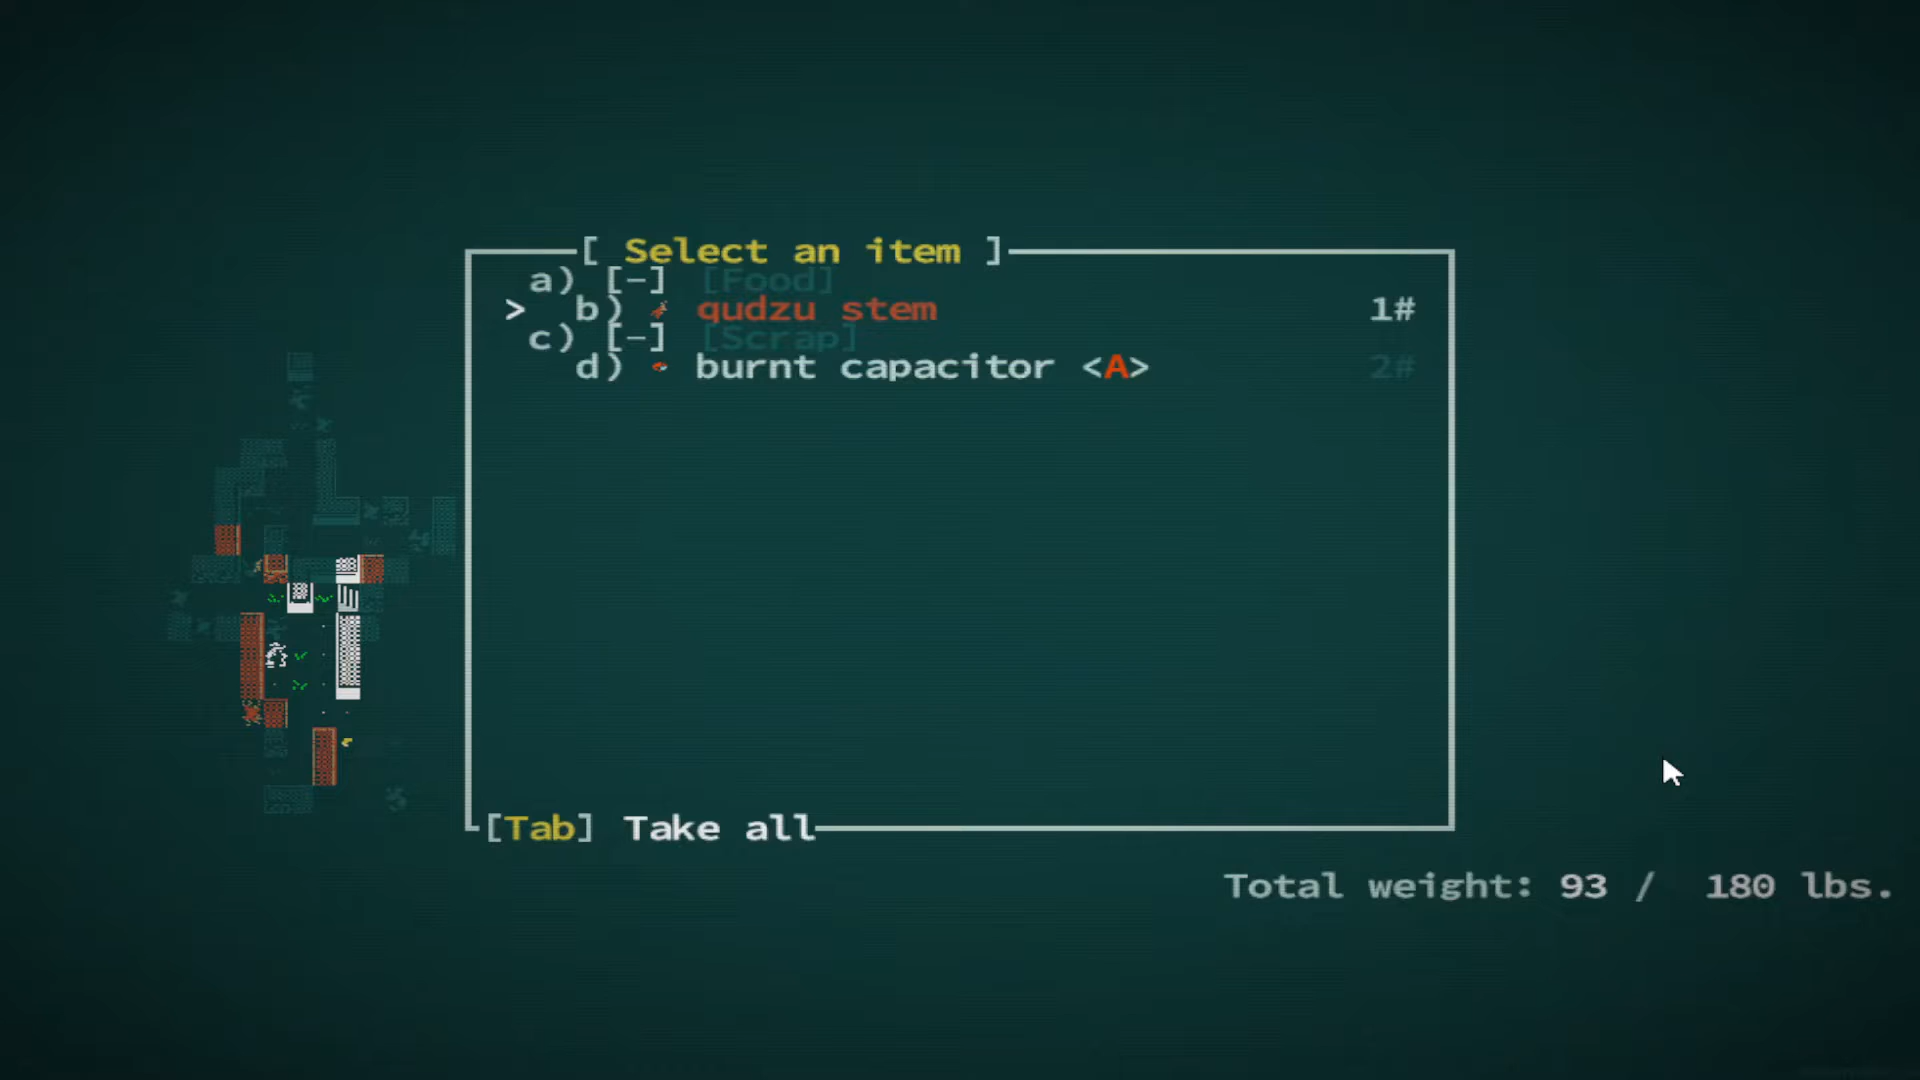 [ Select an item ]
a) [-] [Food]
> b) qudzu stem 1#
c) [-] [Scrap]
d) burnt capacitor <A> 2#
[Tab] Take all
Total weight: 93 / 180 lbs.